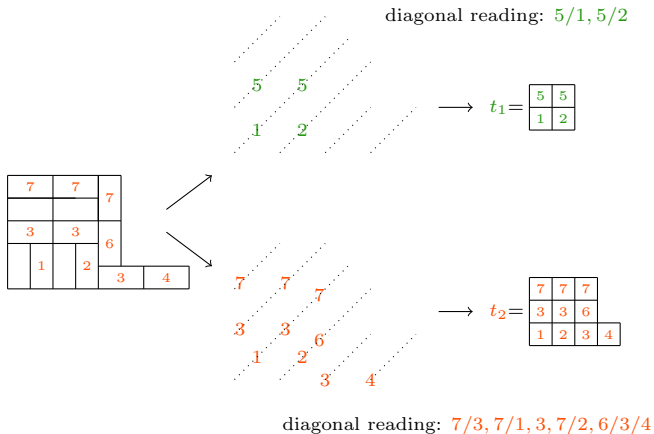 diagonal reading: 5/1, 5/2
5 5
1 2
t₁=
5 5
1 2
7 7 7
3 3 6
1 2 3 4
7 7 7
3 3 6
1 2
3 4
t₂=
7 7 7
3 3 6
1 2 3 4
diagonal reading: 7/3, 7/1, 3, 7/2, 6/3/4